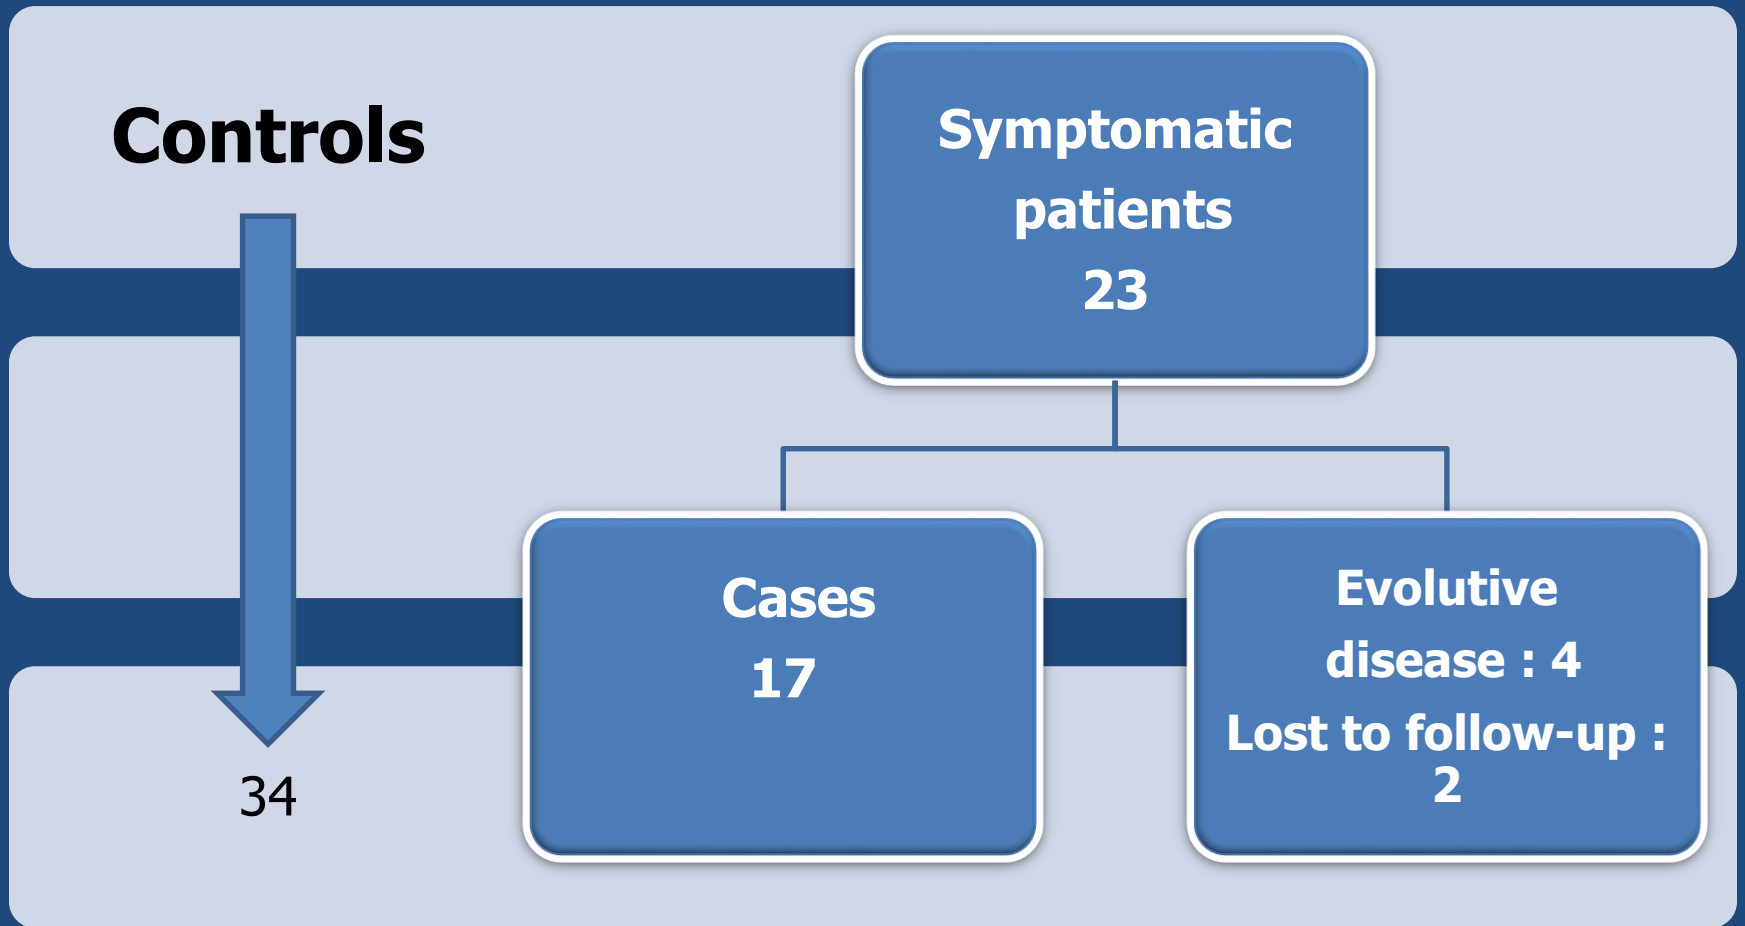 Controls
34
Symptomatic
patients
23
Cases
17
Evolutive
disease : 4
Lost to follow-up :
2